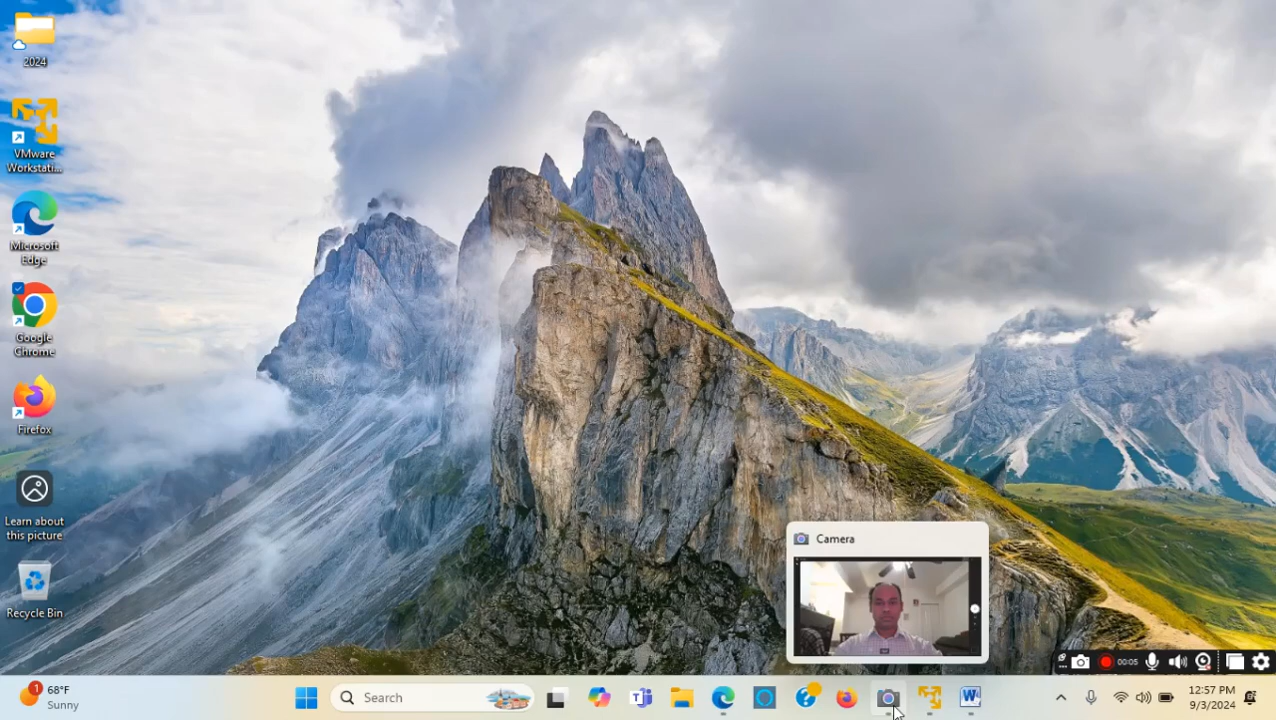 2024
VMware
Workstati...
Microsoft
Edge
Google
Chrome
Firefox
Learn about
this picture
Recycle Bin
Camera
00:05
1
68°F
Sunny
Search
12:57 PM
9/3/2024